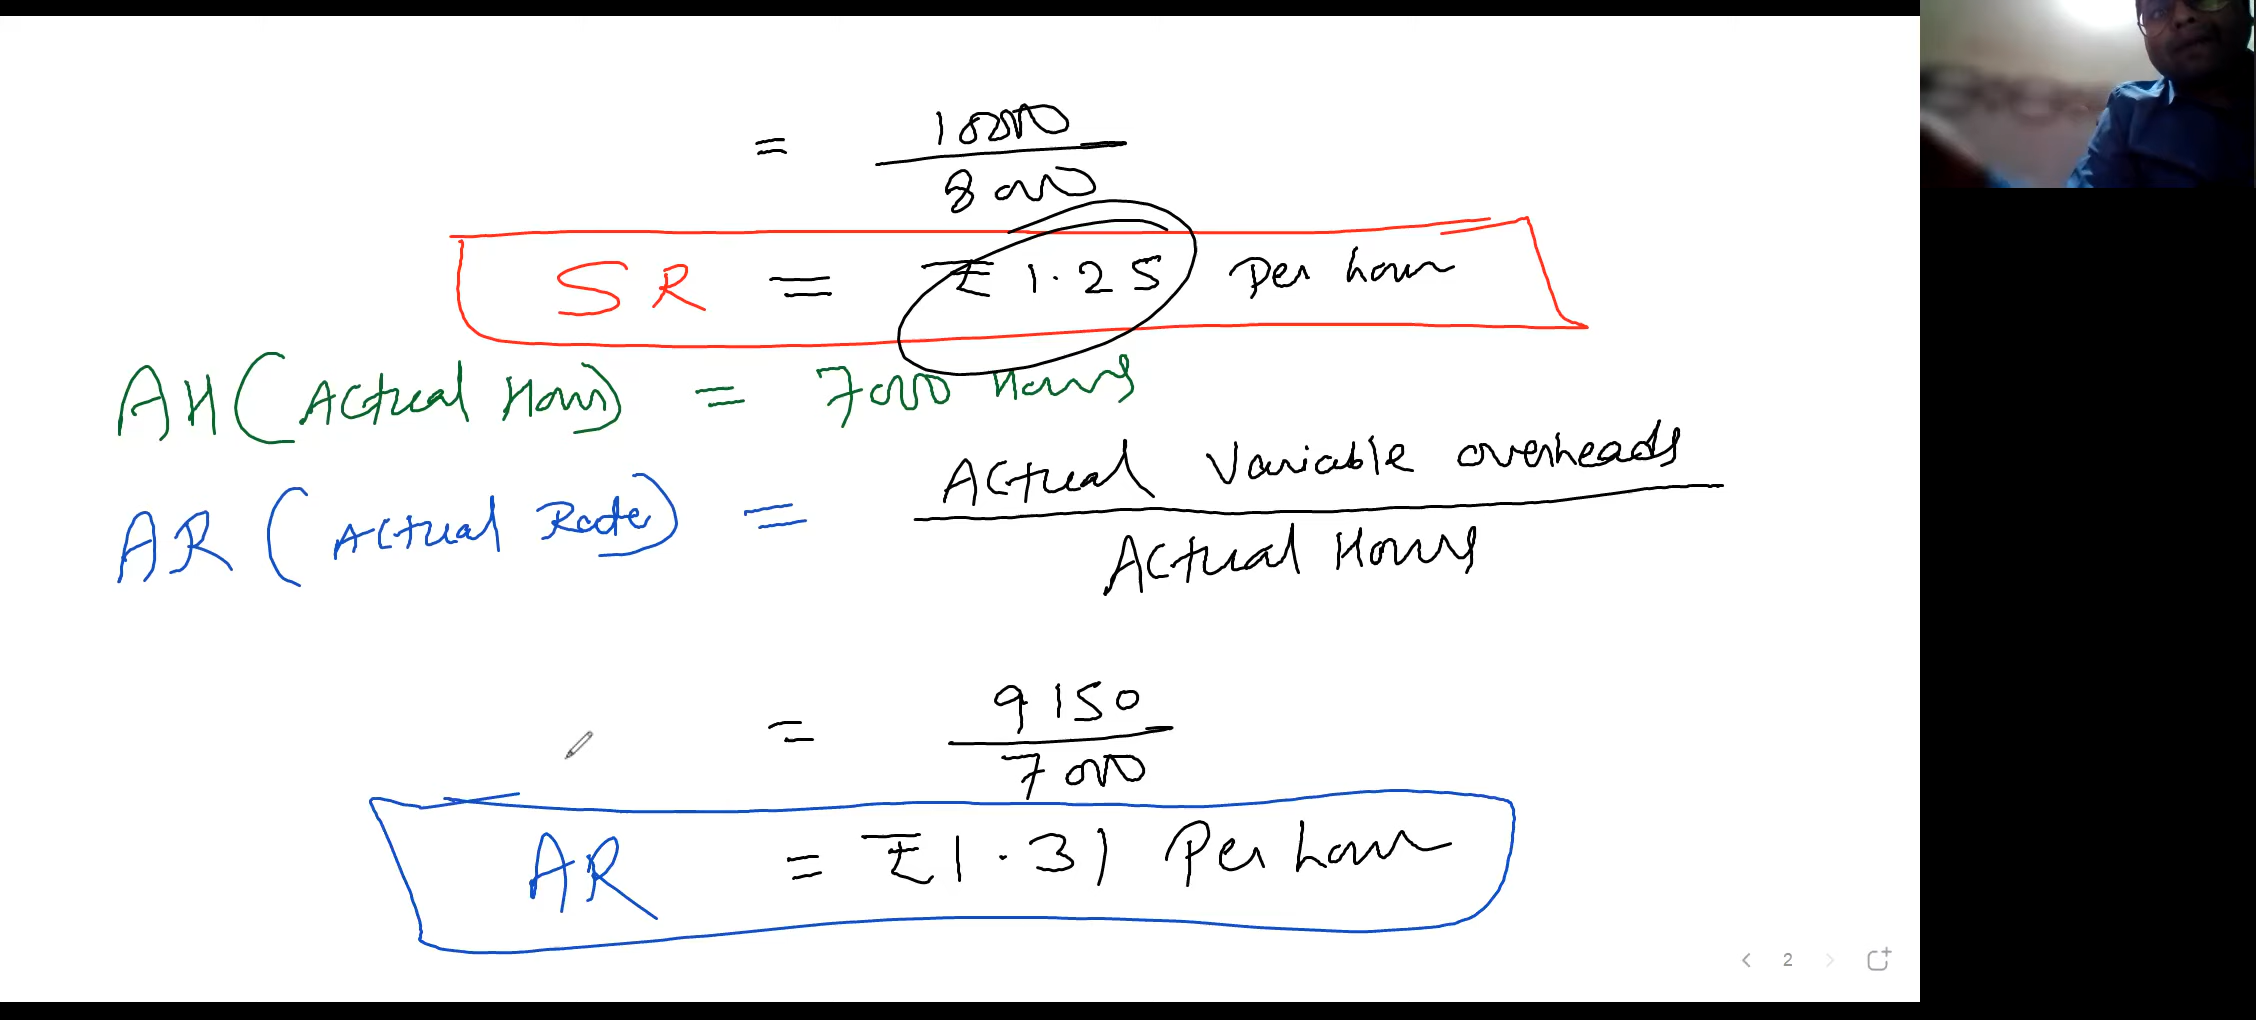 = 10000
8000
SR = ₹1.25 Per hour
AH (Actual Hours) = 7000 Hours
AR (Actual Rate) = Actual Variable overheads
Actual Hours
= 9150
7000
AR = ₹1.31 Per hour
2